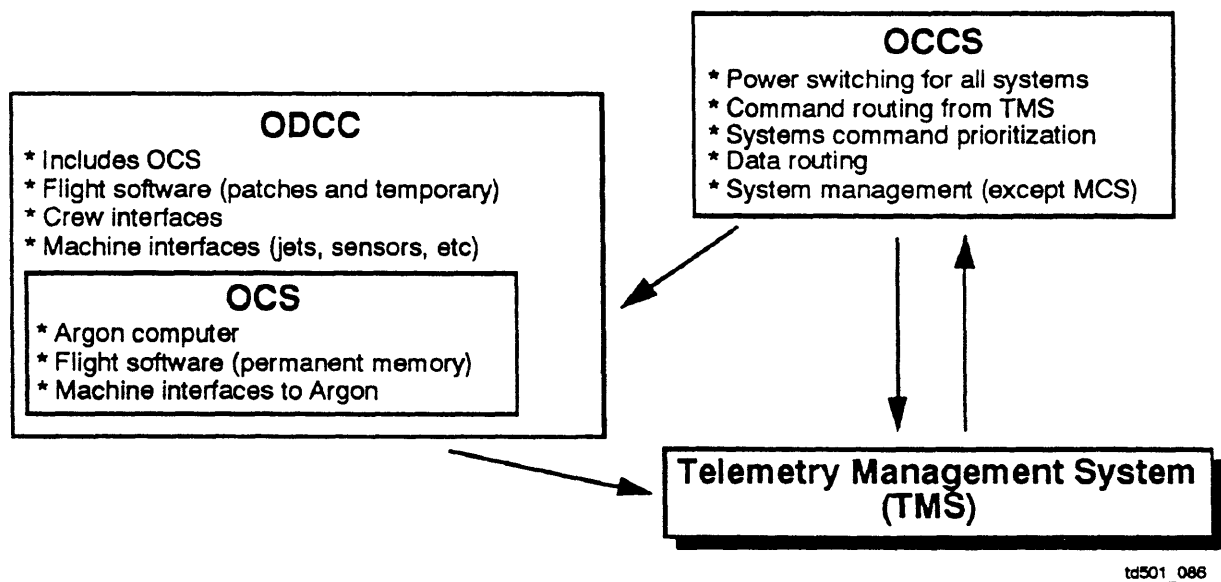 OCCS
* Power switching for all systems
* Command routing from TMS
* Systems command prioritization
* Data routing
* System management (except MCS)
ODCC
* Includes OCS
* Flight software (patches and temporary)
* Crew interfaces
* Machine interfaces (jets, sensors, etc)
OCS
* Argon computer
* Flight software (permanent memory)
* Machine interfaces to Argon
Telemetry Management System
(TMS)
td501_086